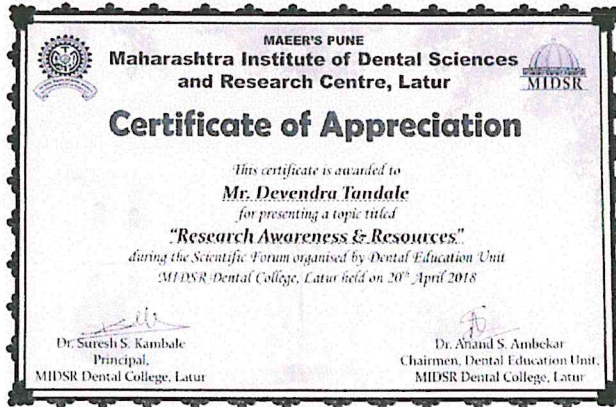 MAEER'S PUNE
Maharashtra Institute of Dental Sciences
and Research Centre, Latur
MIDSR
Certificate of Appreciation
This certificate is awarded to
Mr. Devendra Tandale
for presenting a topic titled
"Research Awareness & Resources"
during the Scientific Forum organised by Dental Education Unit
MIDSR Dental College, Latur held on 20th April 2018
Dr. Suresh S. Kambale
Principal,
MIDSR Dental College, Latur
Dr. Anand S. Ambekar
Chairmen, Dental Education Unit,
MIDSR Dental College, Latur